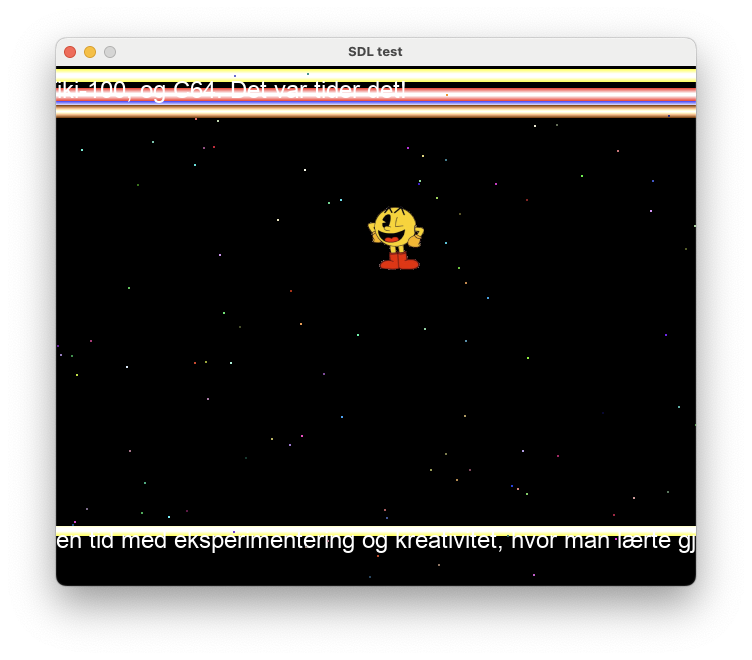 SDL test
iki-100, og C64. Det var tider det!
en tid med eksperimentering og kreativitet, hvor man lærte gj